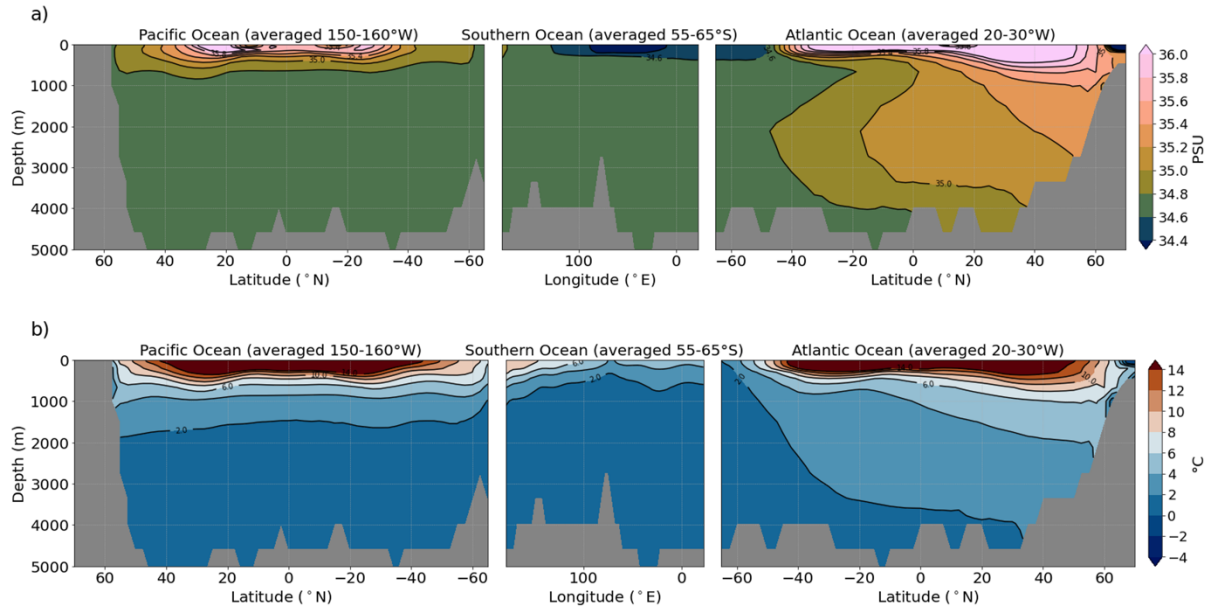 a)
Pacific Ocean (averaged 150-160°W)
Southern Ocean (averaged 55-65°S)
Atlantic Ocean (averaged 20-30°W)
0
1000
2000
3000
4000
5000
Depth (m)
35.0
34.6
35.0
35.0
60 40 20 0 −20 −40 −60
100 0
−60 −40 −20 0 20 40 60
Latitude (°N)
Longitude (°E)
Latitude (°N)
36.0
35.8
35.6
35.4
35.2
35.0
34.8
34.6
34.4
PSU
b)
Pacific Ocean (averaged 150-160°W)
Southern Ocean (averaged 55-65°S)
Atlantic Ocean (averaged 20-30°W)
0
1000
2000
3000
4000
5000
Depth (m)
10.0
6.0
2.0
6.0
2.0
2.0
6.0
10.0
60 40 20 0 −20 −40 −60
100 0
−60 −40 −20 0 20 40 60
Latitude (°N)
Longitude (°E)
Latitude (°N)
14
12
10
8
6
4
2
0
−2
−4
°C